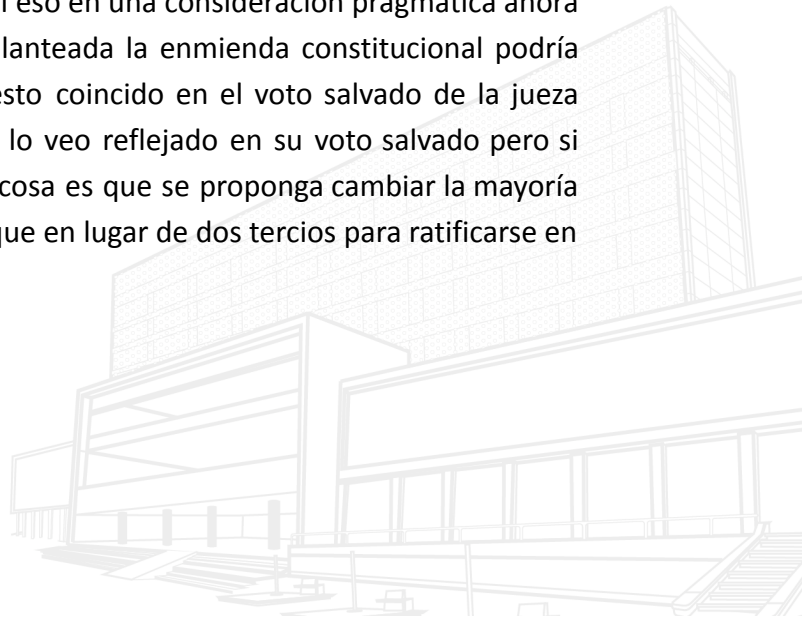 eso en una consideración pragmática ahora
lanteada la enmienda constitucional podría
esto coincido en el voto salvado de la jueza
lo veo reflejado en su voto salvado pero si
cosa es que se proponga cambiar la mayoría
que en lugar de dos tercios para ratificarse en